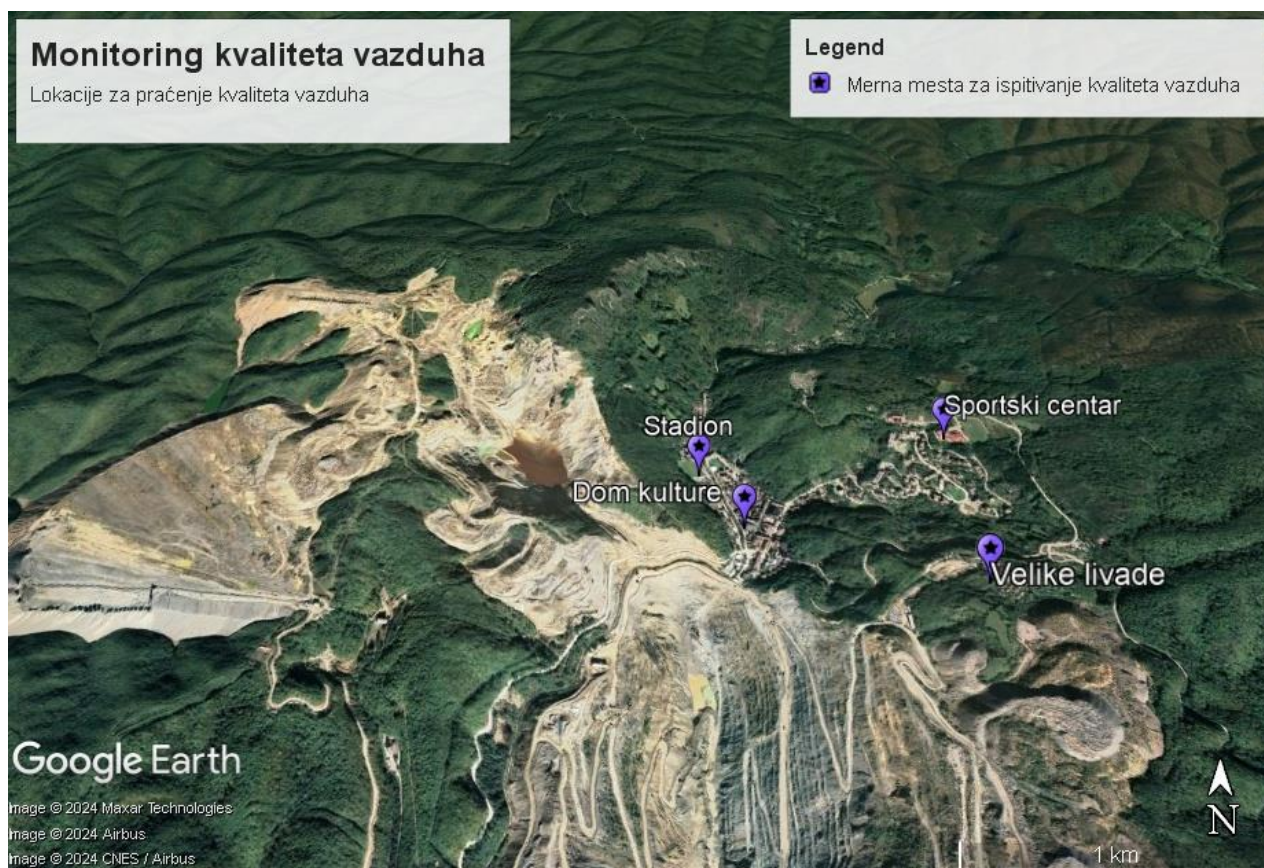 Monitoring kvaliteta vazduha
Lokacije za praćenje kvaliteta vazduha
Legend
Merna mesta za ispitivanje kvaliteta vazduha
Sportski centar
Stadion
Dom kulture
Velike livade
Google Earth
Image © 2024 Maxar Technologies
Image © 2024 Airbus
Image © 2024 CNES / Airbus
N
1 km